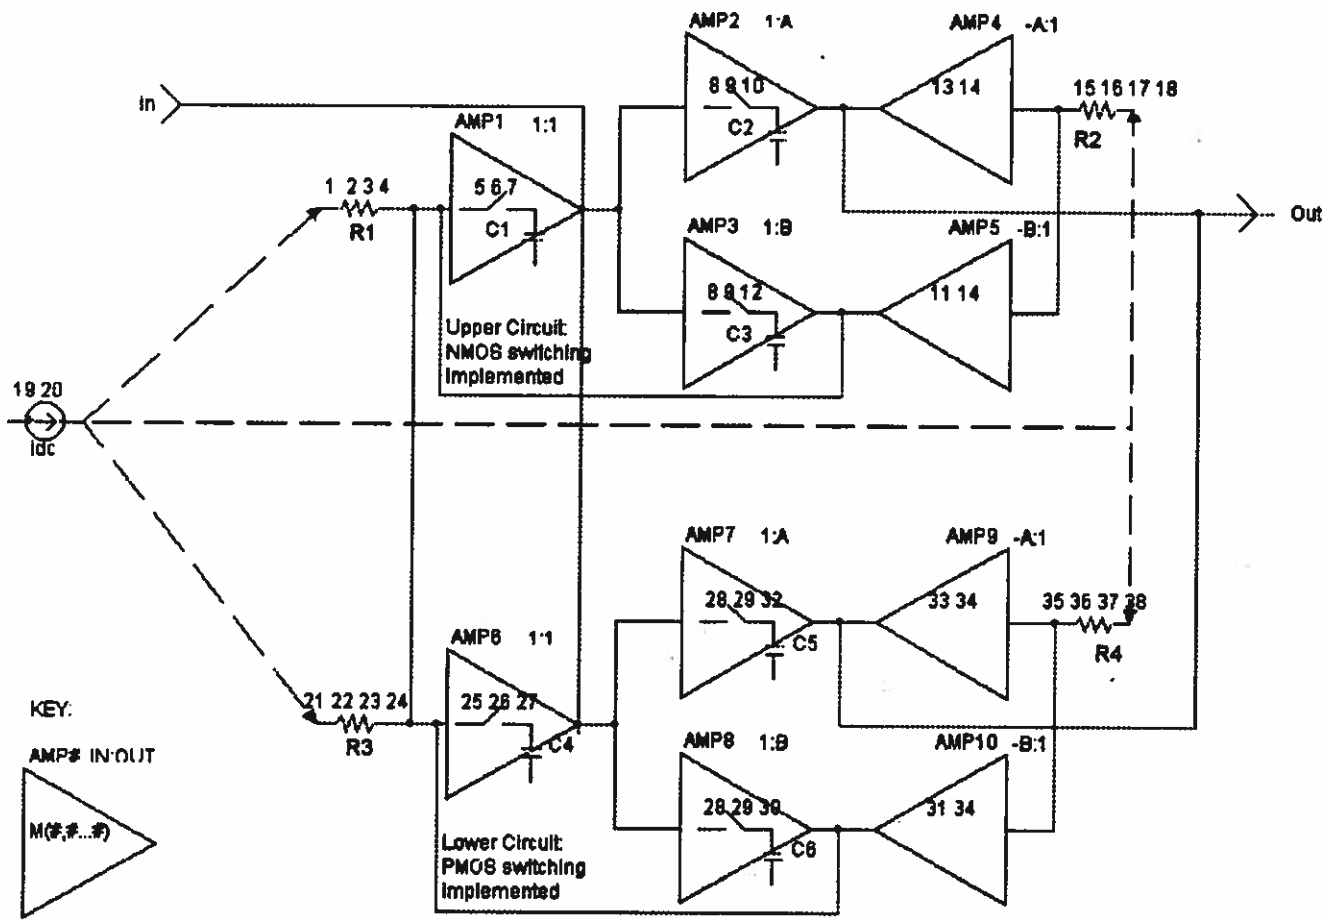 AMP2 1:A
AMP4 -A:1
8 9 10
13 14
15 16 17 18
In
AMP1 1:1
C2
R2
1 2 3 4
5 6 7
R1
C1
AMP3 1:B
AMP5 -B:1
Out
8 9 12
11 14
C3
Upper Circuit:
NMOS switching
Implemented
19 20
Idc
AMP7 1:A
AMP9 -A:1
28 29 32
33 34
35 36 37 38
AMP6 1:1
C5
R4
21 22 23 24
25 26 27
R3
C4
AMP8 1:B
AMP10 -B:1
28 29 30
31 34
C6
Lower Circuit:
PMOS switching
Implemented
KEY:
AMP# IN:OUT
M(#,#...#)